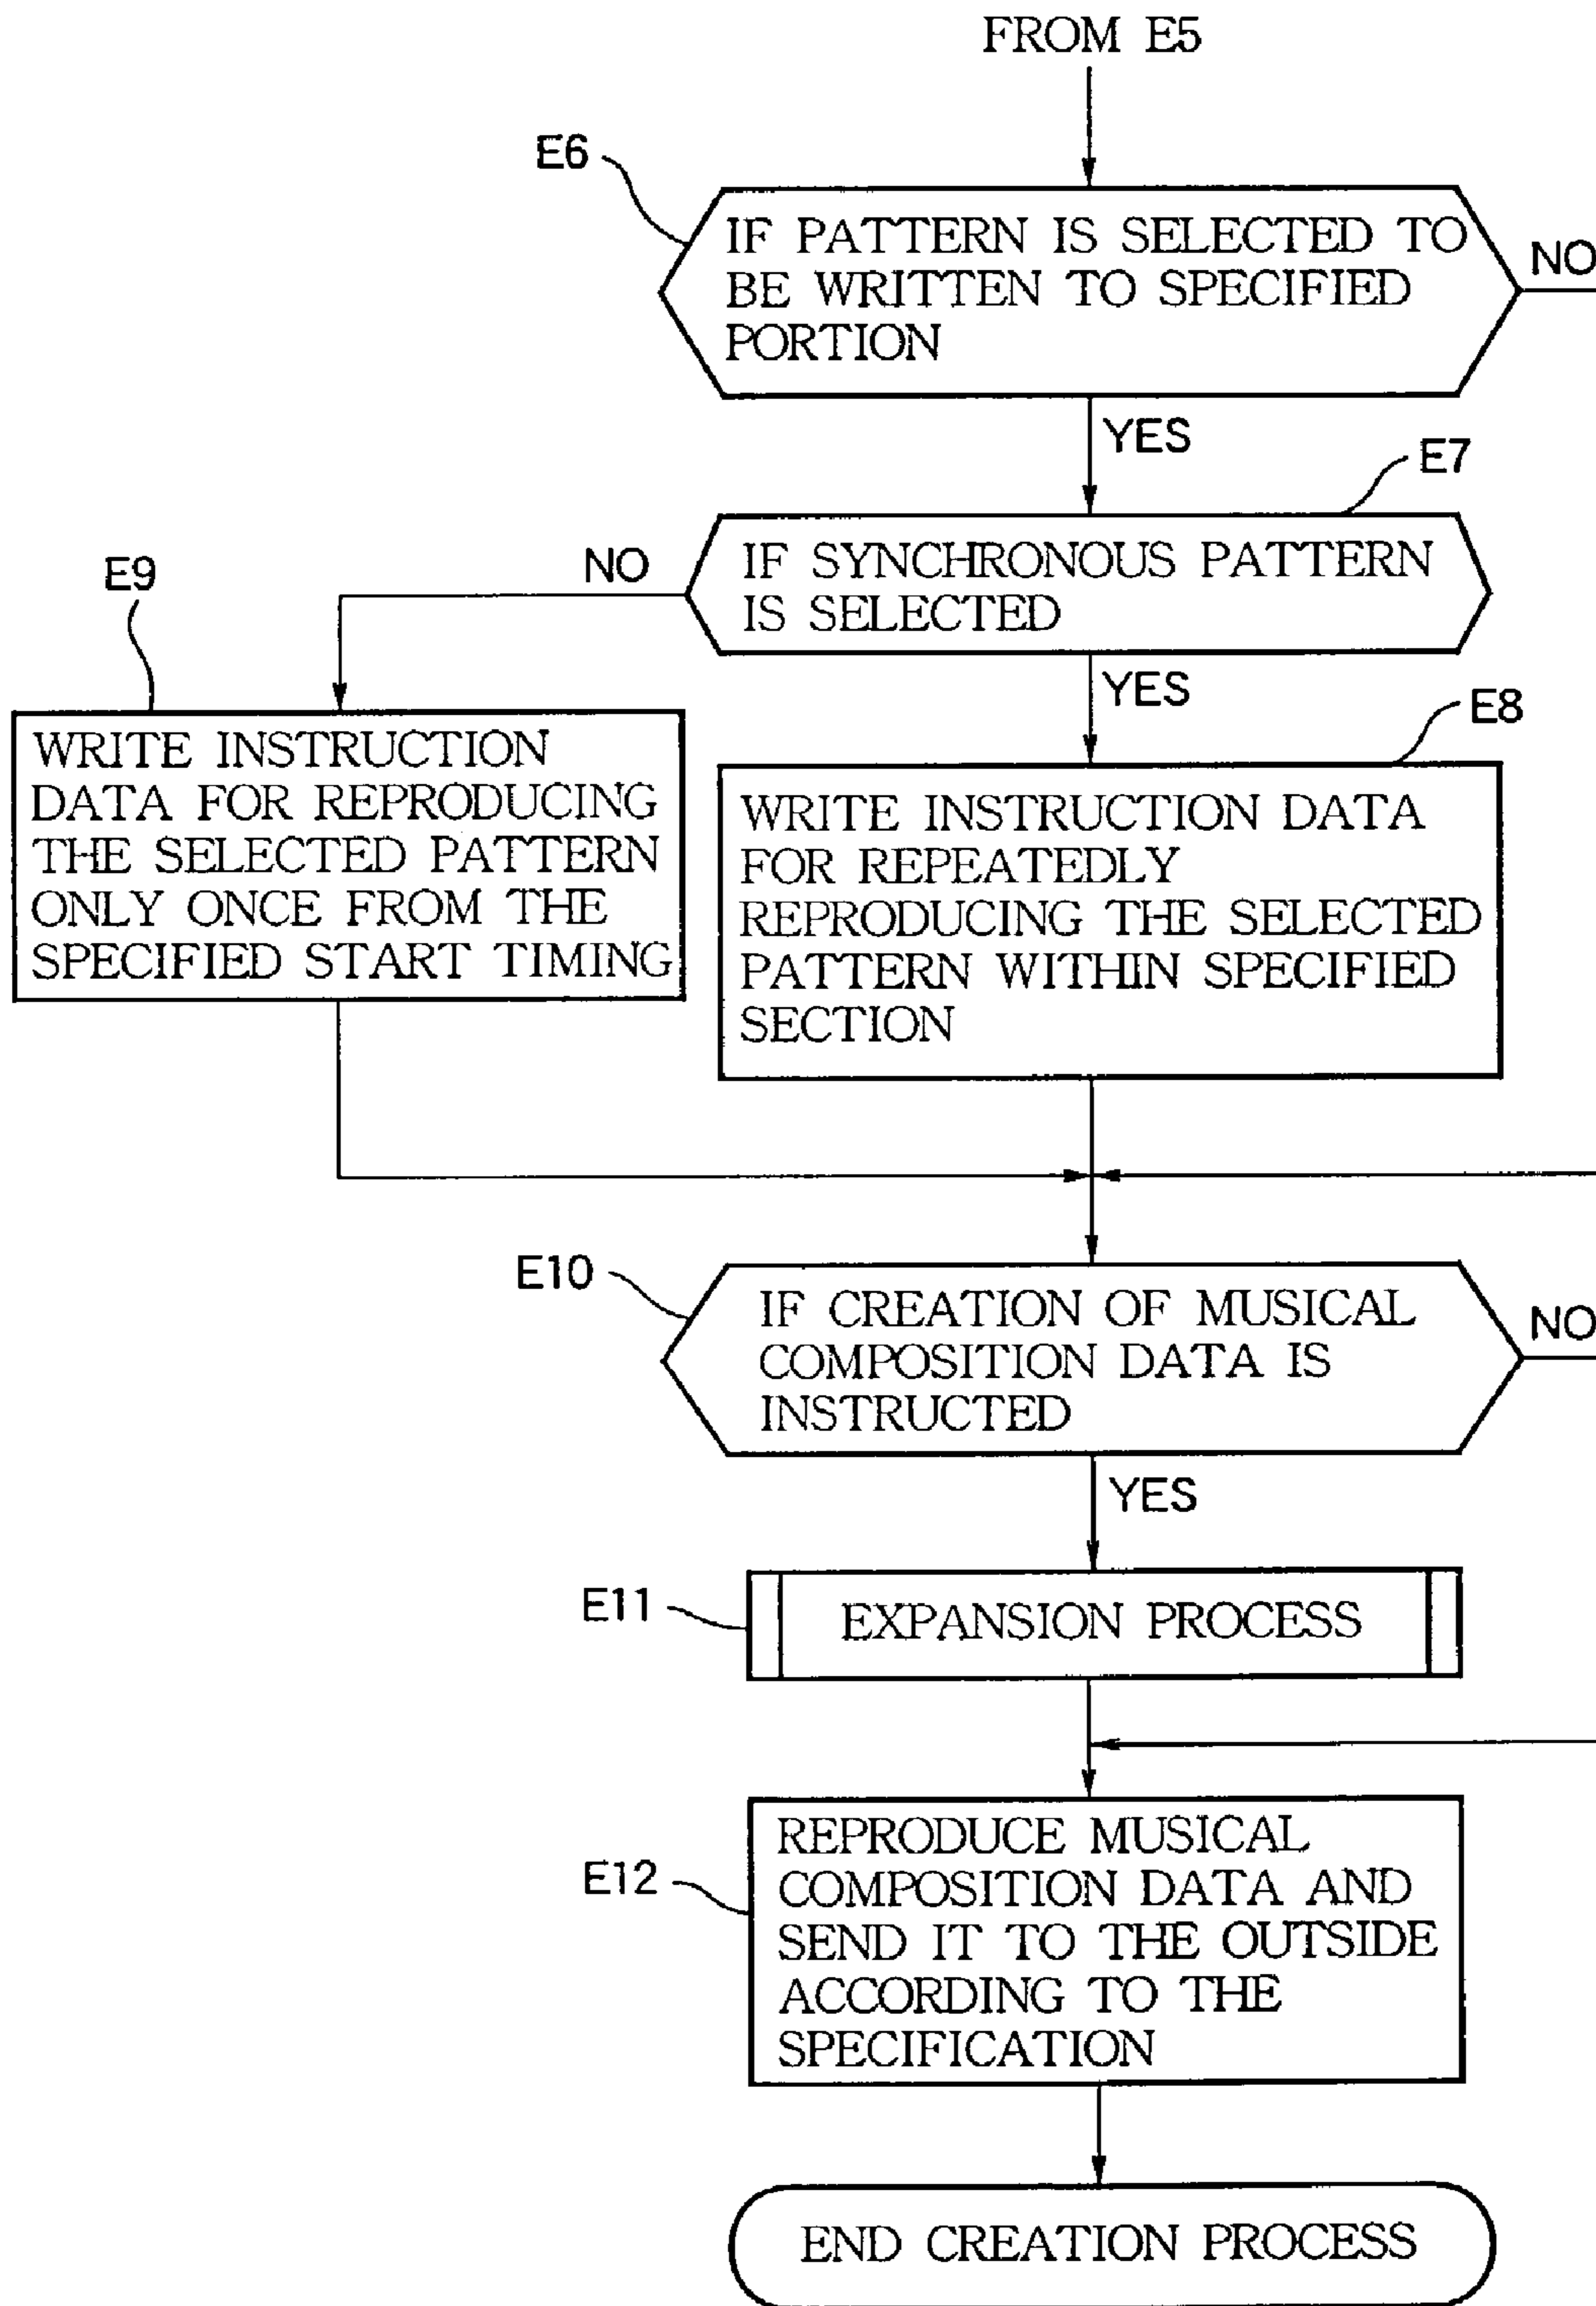 FROM E5
E6
IF PATTERN IS SELECTED TO
BE WRITTEN TO SPECIFIED
PORTION
NO
YES
E7
IF SYNCHRONOUS PATTERN
IS SELECTED
NO
YES
E9
WRITE INSTRUCTION
DATA FOR REPRODUCING
THE SELECTED PATTERN
ONLY ONCE FROM THE
SPECIFIED START TIMING
E8
WRITE INSTRUCTION DATA
FOR REPEATEDLY
REPRODUCING THE SELECTED
PATTERN WITHIN SPECIFIED
SECTION
E10
IF CREATION OF MUSICAL
COMPOSITION DATA IS
INSTRUCTED
NO
YES
E11
EXPANSION PROCESS
E12
REPRODUCE MUSICAL
COMPOSITION DATA AND
SEND IT TO THE OUTSIDE
ACCORDING TO THE
SPECIFICATION
END CREATION PROCESS